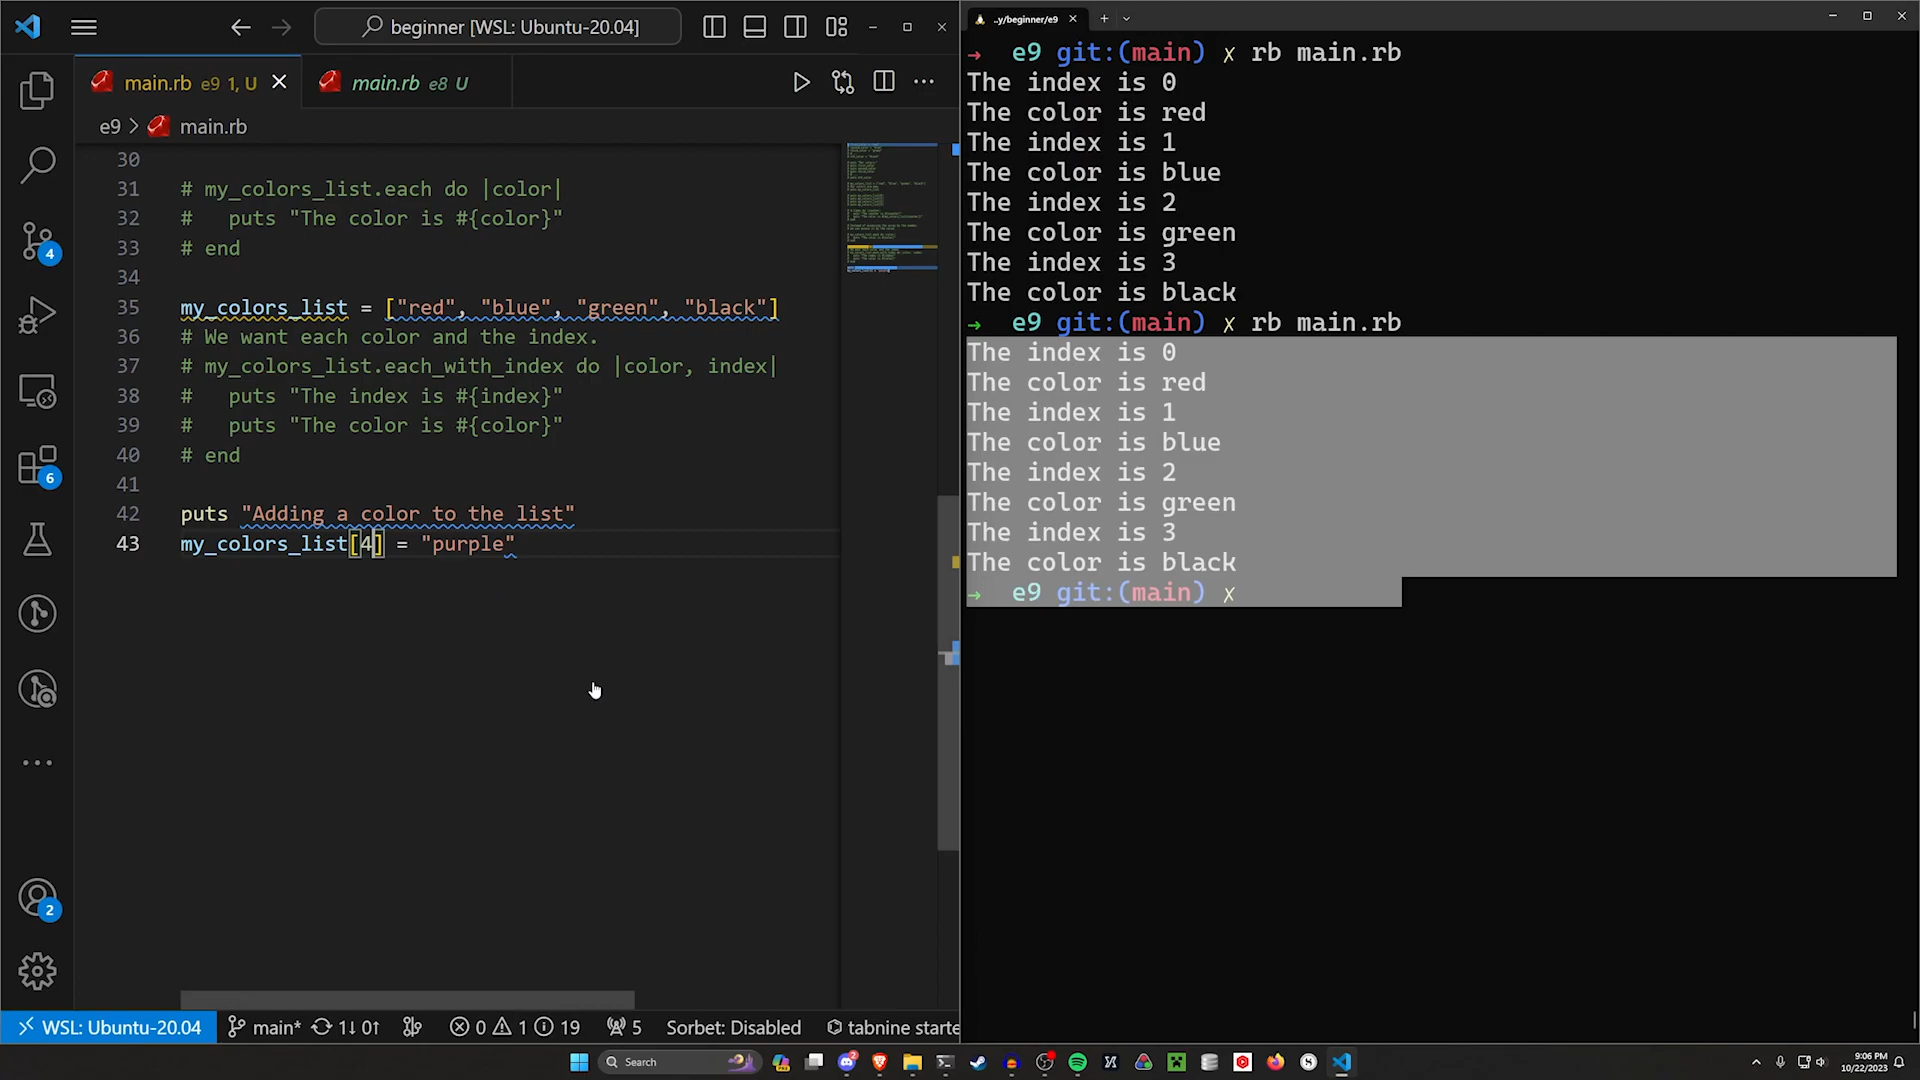 beginner [WSL: Ubuntu-20.04]
main.rb e9 1, U
main.rb e8 U
e9 > main.rb
30
31 # my_colors_list.each do |color|
32 #   puts "The color is #{color}"
33 # end
34
35 my_colors_list = ["red", "blue", "green", "black"]
36 # We want each color and the index.
37 # my_colors_list.each_with_index do |color, index|
38 #   puts "The index is #{index}"
39 #   puts "The color is #{color}"
40 # end
41
42 puts "Adding a color to the list"
43 my_colors_list[4] = "purple"
4
6
2
WSL: Ubuntu-20.04 main* 1↓ 0↑ 0 1 19 5 Sorbet: Disabled tabnine starte
..y/beginner/e9
→ e9 git:(main) ✗ rb main.rb
The index is 0
The color is red
The index is 1
The color is blue
The index is 2
The color is green
The index is 3
The color is black
→ e9 git:(main) ✗ rb main.rb
The index is 0
The color is red
The index is 1
The color is blue
The index is 2
The color is green
The index is 3
The color is black
→ e9 git:(main) ✗
Search
9:06 PM
10/22/2023